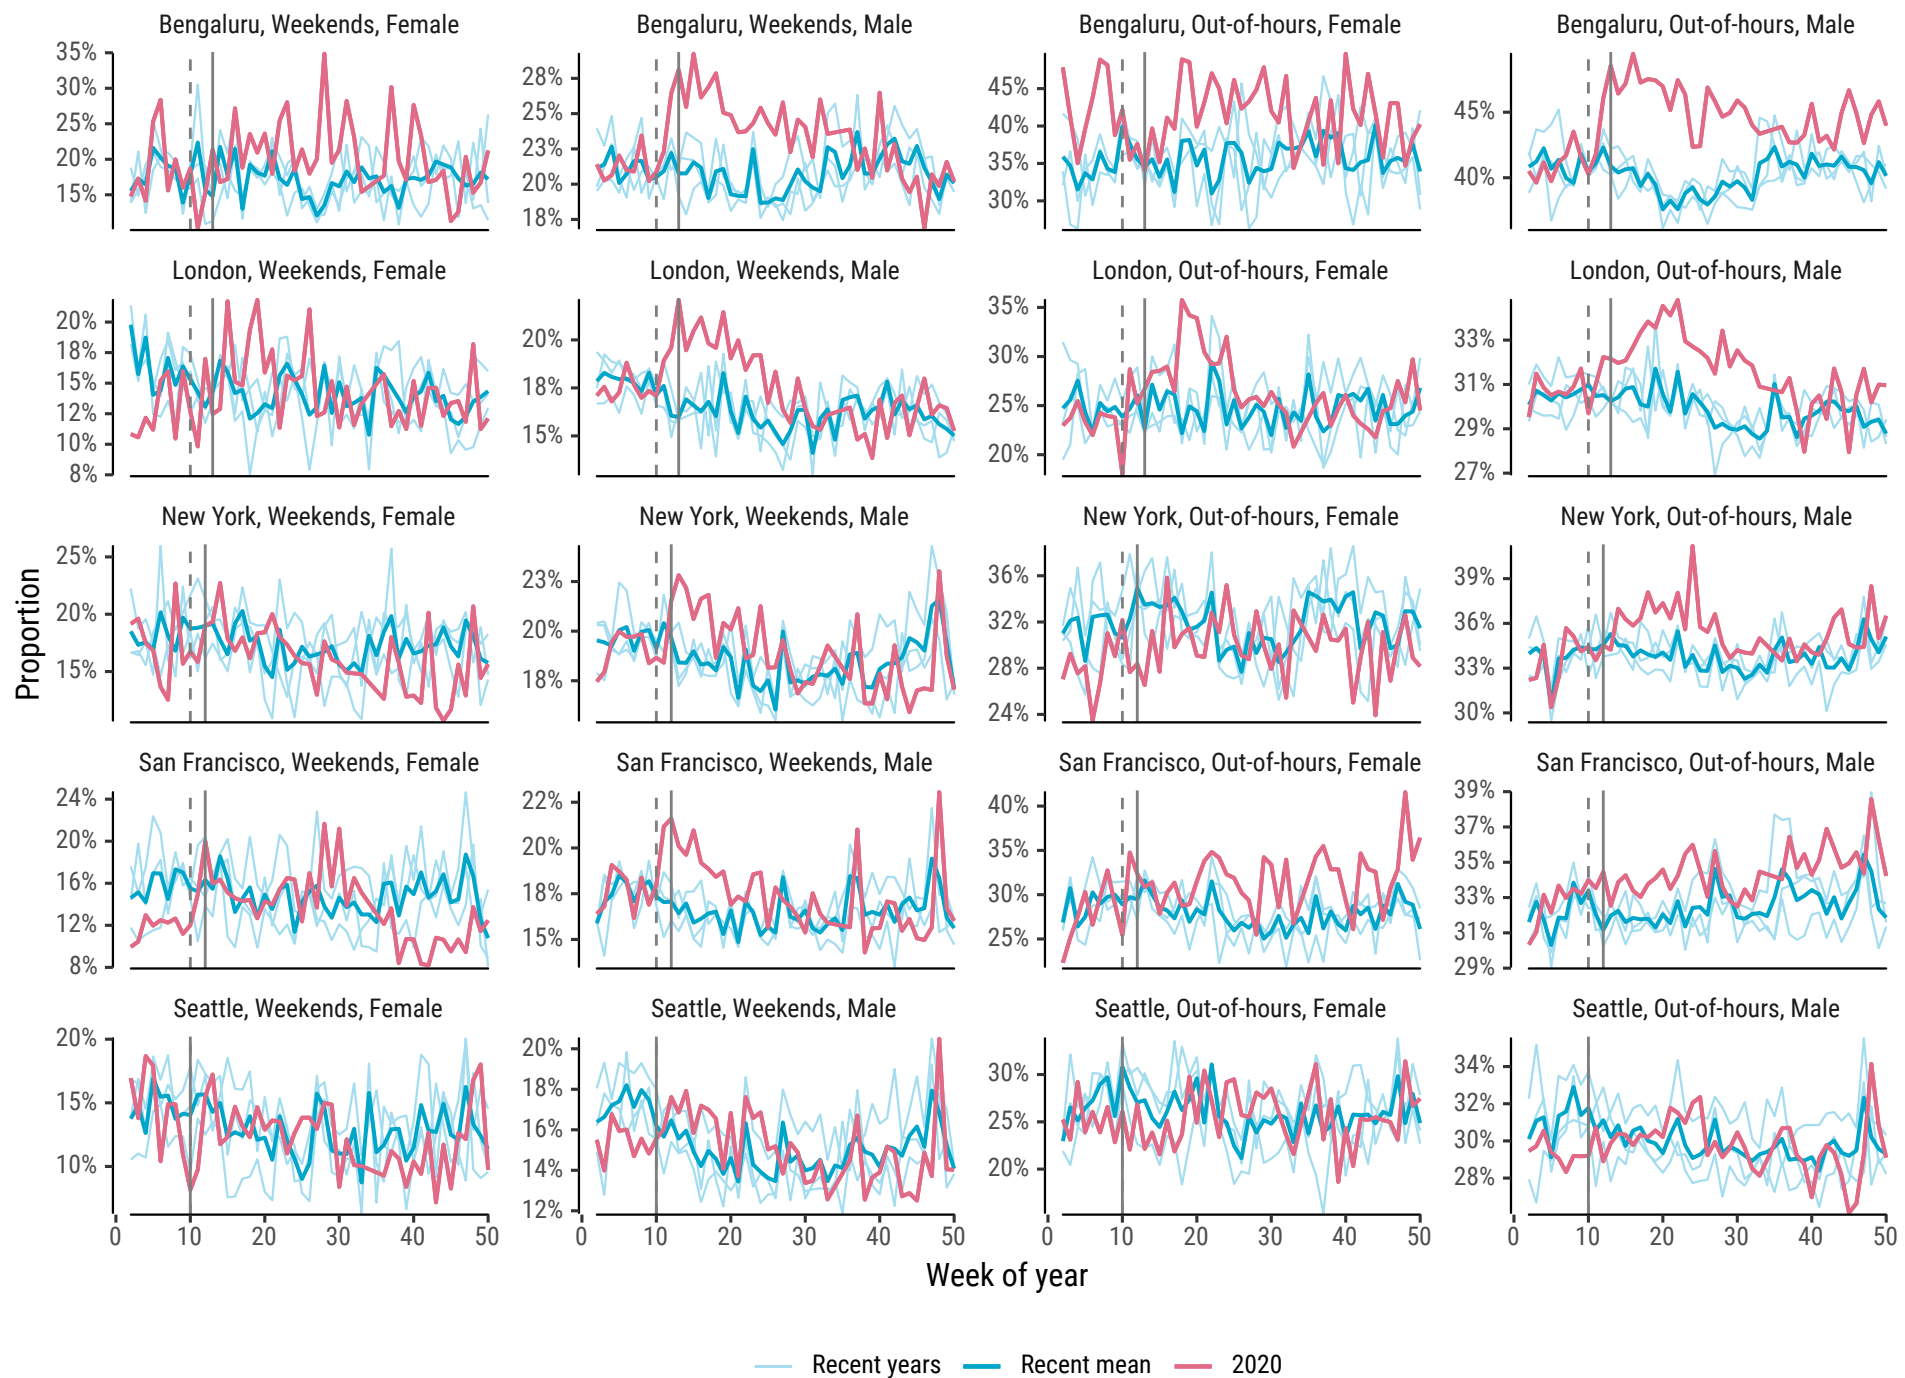 Bengaluru, Weekends, Female
Bengaluru, Weekends, Male
Bengaluru, Out-of-hours, Female
Bengaluru, Out-of-hours, Male
35%
30%
25%
20%
15%
28%
25%
23%
20%
18%
45%
40%
35%
30%
45%
40%
London, Weekends, Female
London, Weekends, Male
London, Out-of-hours, Female
London, Out-of-hours, Male
20%
18%
15%
12%
10%
8%
20%
18%
15%
35%
30%
25%
20%
33%
31%
29%
27%
New York, Weekends, Female
New York, Weekends, Male
New York, Out-of-hours, Female
New York, Out-of-hours, Male
25%
20%
15%
23%
20%
18%
36%
32%
28%
24%
39%
36%
33%
30%
Proportion
San Francisco, Weekends, Female
San Francisco, Weekends, Male
San Francisco, Out-of-hours, Female
San Francisco, Out-of-hours, Male
24%
20%
16%
12%
8%
22%
20%
18%
15%
40%
35%
30%
25%
39%
37%
35%
33%
31%
29%
Seattle, Weekends, Female
Seattle, Weekends, Male
Seattle, Out-of-hours, Female
Seattle, Out-of-hours, Male
20%
15%
10%
20%
18%
16%
14%
12%
30%
25%
20%
34%
32%
30%
28%
0 10 20 30 40 50
0 10 20 30 40 50
0 10 20 30 40 50
0 10 20 30 40 50
Week of year
Recent years
Recent mean
2020